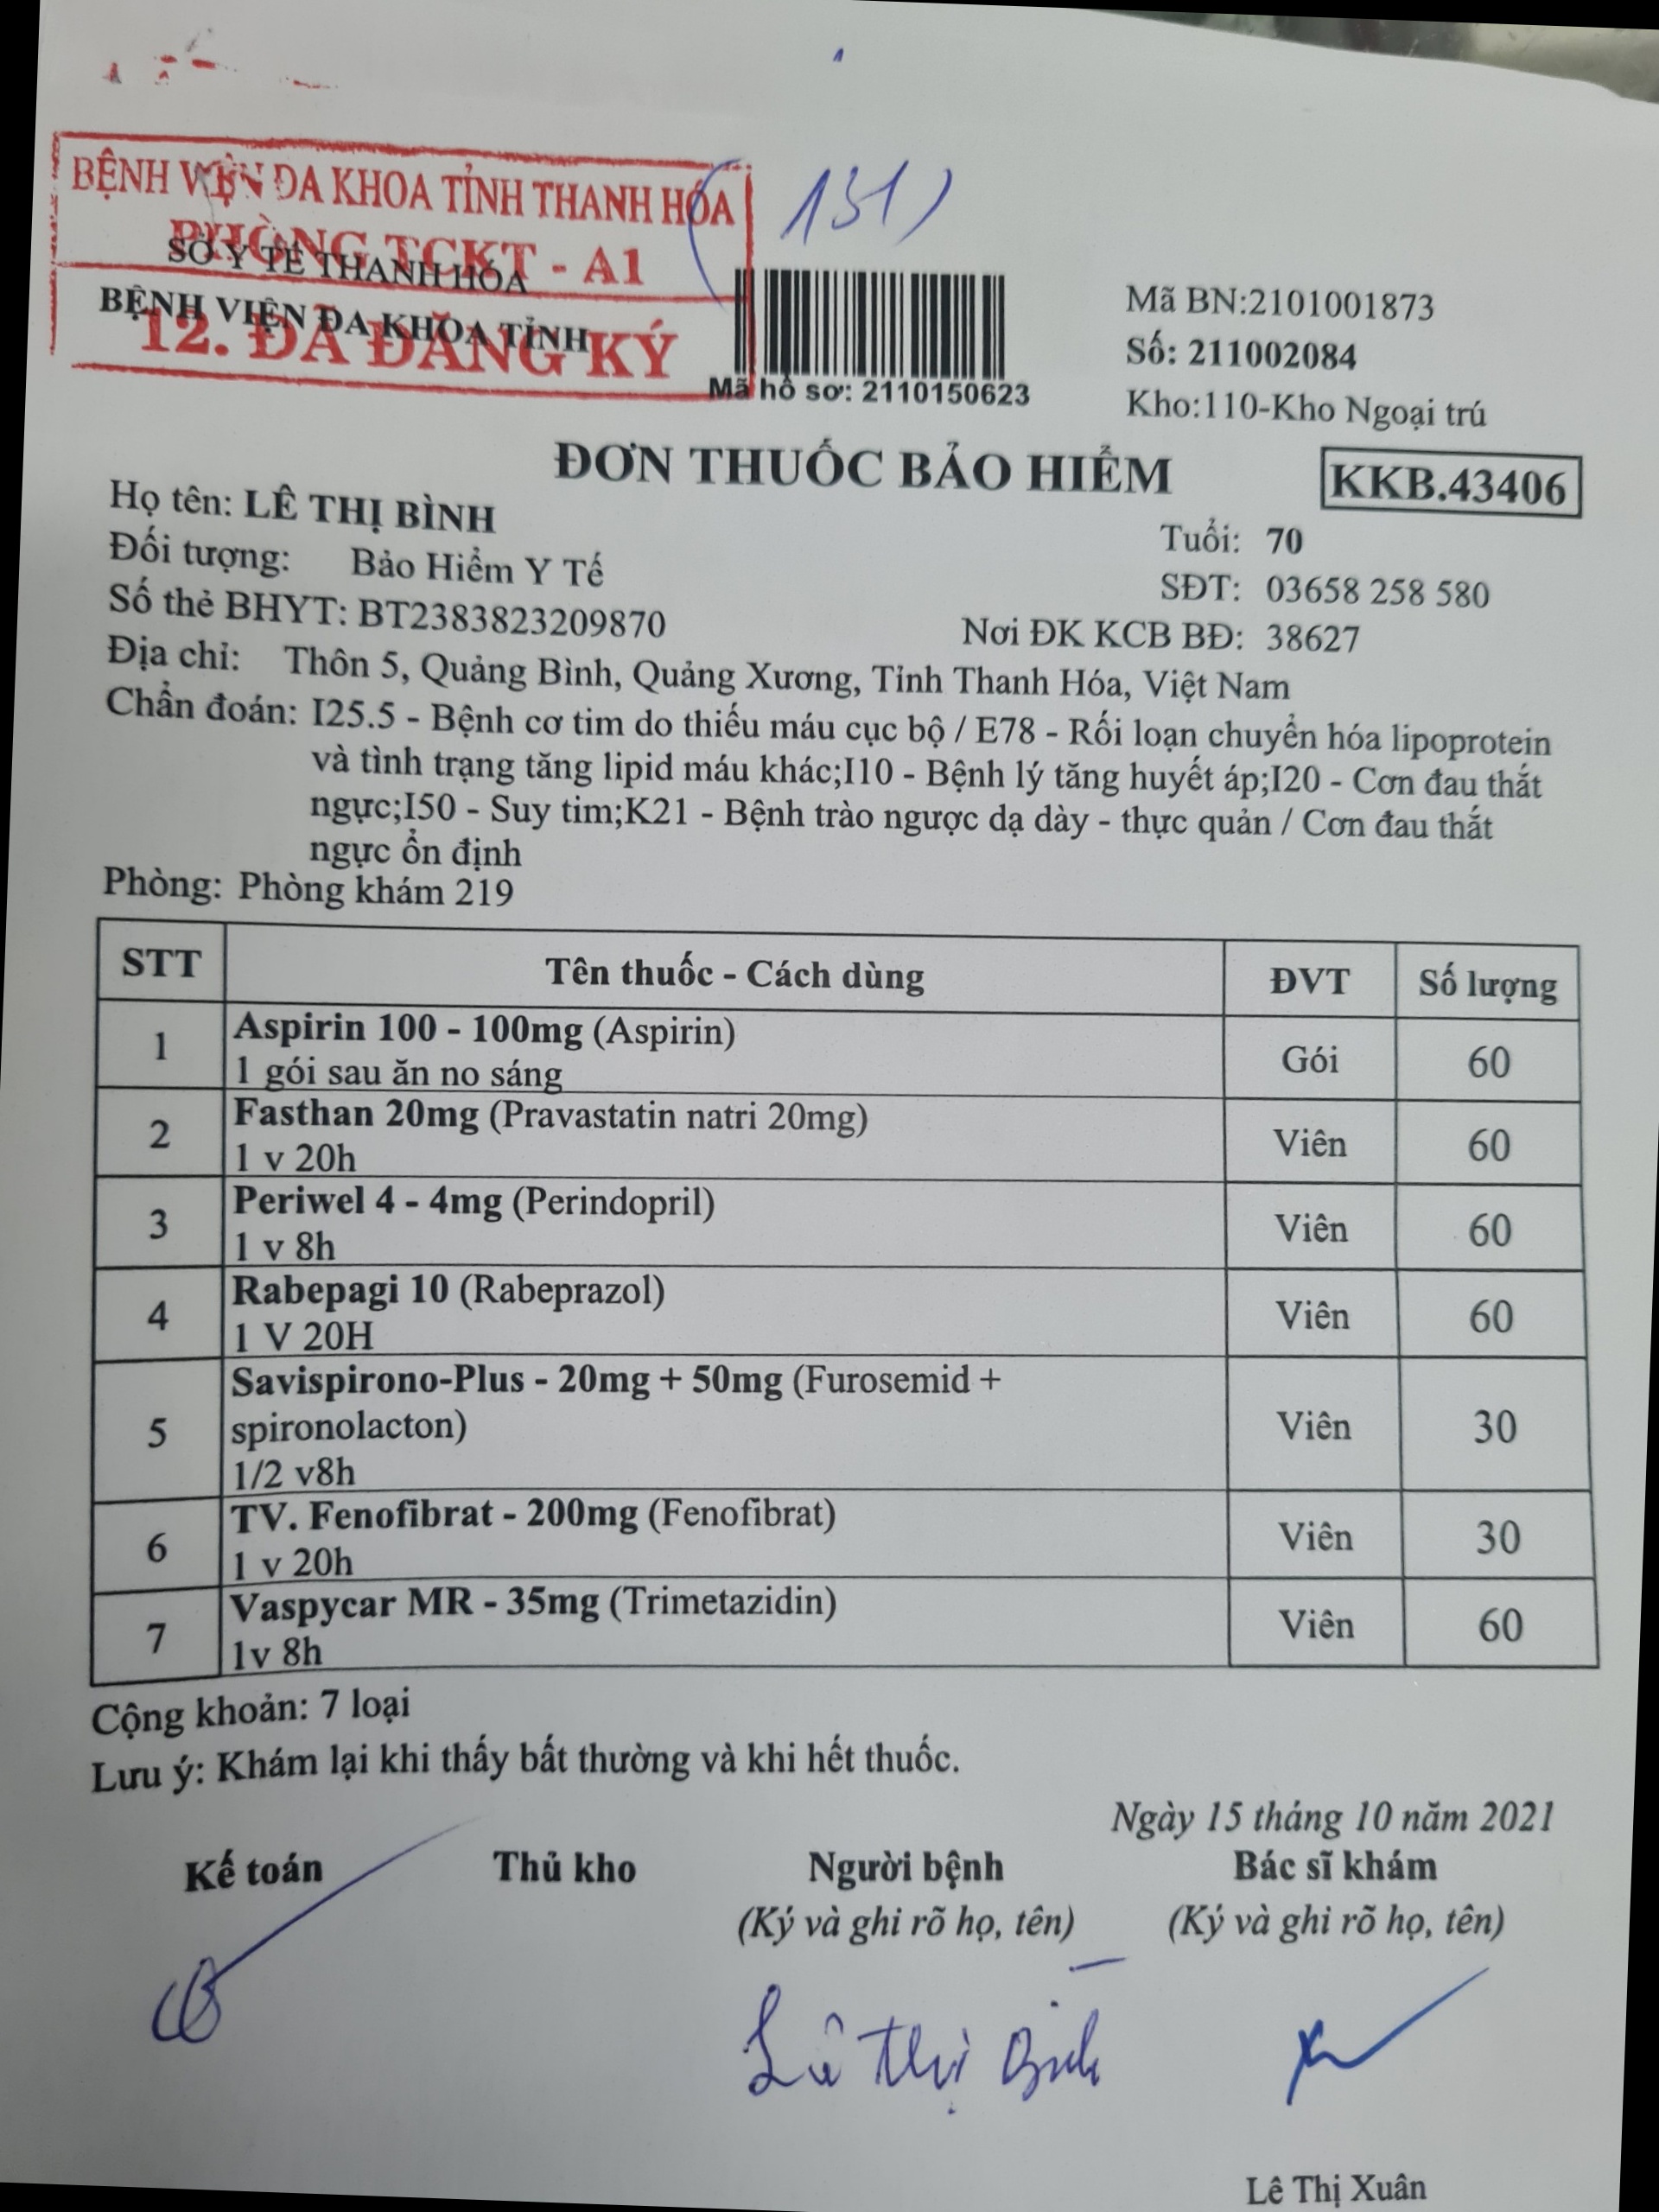 BỆNH VIỆN ĐA KHOA TỈNH THANH HÓA
PHÒNG TCKT - A1
12. ĐÃ ĐĂNG KÝ
SỞ Y TẾ THANH HÓA
BỆNH VIỆN ĐA KHOA TỈNH
(131)
Mã hồ sơ: 2110150623
Mã BN:2101001873
Số: 211002084
Kho:110-Kho Ngoại trú
ĐƠN THUỐC BẢO HIỂM
KKB.43406
Họ tên: LÊ THỊ BÌNH
Tuổi: 70
Đối tượng: Bảo Hiểm Y Tế
SĐT: 03658 258 580
Số thẻ BHYT: BT2383823209870
Nơi ĐK KCB BĐ: 38627
Địa chỉ: Thôn 5, Quảng Bình, Quảng Xương, Tỉnh Thanh Hóa, Việt Nam
Chẩn đoán: I25.5 - Bệnh cơ tim do thiếu máu cục bộ / E78 - Rối loạn chuyển hóa lipoprotein
và tình trạng tăng lipid máu khác;I10 - Bệnh lý tăng huyết áp;I20 - Cơn đau thắt
ngực;I50 - Suy tim;K21 - Bệnh trào ngược dạ dày - thực quản / Cơn đau thắt
ngực ổn định
Phòng: Phòng khám 219
STT Tên thuốc - Cách dùng ĐVT Số lượng
1 Aspirin 100 - 100mg (Aspirin) Gói 60
1 gói sau ăn no sáng
2 Fasthan 20mg (Pravastatin natri 20mg) Viên 60
1 v 20h
3 Periwel 4 - 4mg (Perindopril) Viên 60
1 v 8h
4 Rabepagi 10 (Rabeprazol) Viên 60
1 V 20H
5 Savispirono-Plus - 20mg + 50mg (Furosemid + Viên 30
spironolacton)
1/2 v8h
6 TV. Fenofibrat - 200mg (Fenofibrat) Viên 30
1 v 20h
7 Vaspycar MR - 35mg (Trimetazidin) Viên 60
1v 8h
Cộng khoản: 7 loại
Lưu ý: Khám lại khi thấy bất thường và khi hết thuốc.
Ngày 15 tháng 10 năm 2021
Kế toán Thủ kho Người bệnh Bác sĩ khám
(Ký và ghi rõ họ, tên) (Ký và ghi rõ họ, tên)
Lê Thị Bình
Lê Thị Xuân